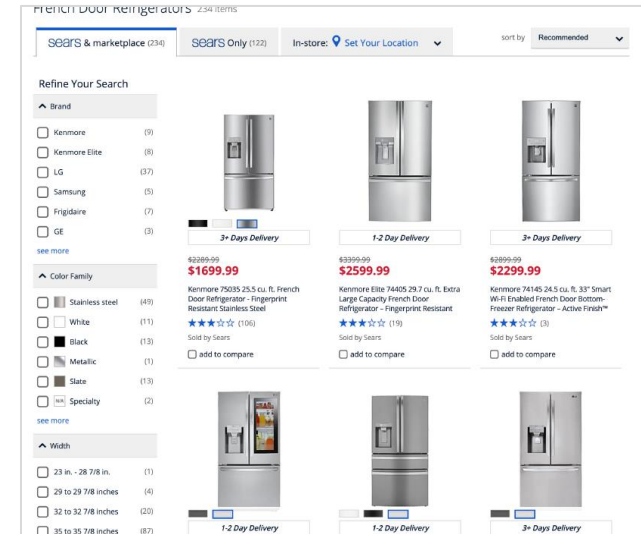 French Door Refrigerators 234 items
sears & marketplace (234)
sears Only (122)
In-store: Set Your Location
sort by Recommended
Refine Your Search
Brand
Kenmore (9)
Kenmore Elite (8)
LG (37)
Samsung (5)
Frigidaire (7)
GE (3)
see more
Color Family
Stainless steel (49)
White (11)
Black (13)
Metallic (1)
Slate (13)
N/A Specialty (2)
see more
Width
23 in. - 28 7/8 in. (1)
29 to 29 7/8 inches (4)
32 to 32 7/8 inches (20)
35 to 35 7/8 inches (87)
3+ Days Delivery
$2289.99
$1699.99
Kenmore 75035 25.5 cu. ft. French
Door Refrigerator - Fingerprint
Resistant Stainless Steel
(106)
Sold by Sears
add to compare
1-2 Day Delivery
$3399.99
$2599.99
Kenmore Elite 74405 29.7 cu. ft. Extra
Large Capacity French Door
Refrigerator – Fingerprint Resistant
(19)
Sold by Sears
add to compare
3+ Days Delivery
$2899.99
$2299.99
Kenmore 74145 24.5 cu. ft. 33" Smart
Wi-Fi Enabled French Door Bottom-
Freezer Refrigerator – Active Finish™
(3)
Sold by Sears
add to compare
1-2 Day Delivery
1-2 Day Delivery
3+ Days Delivery